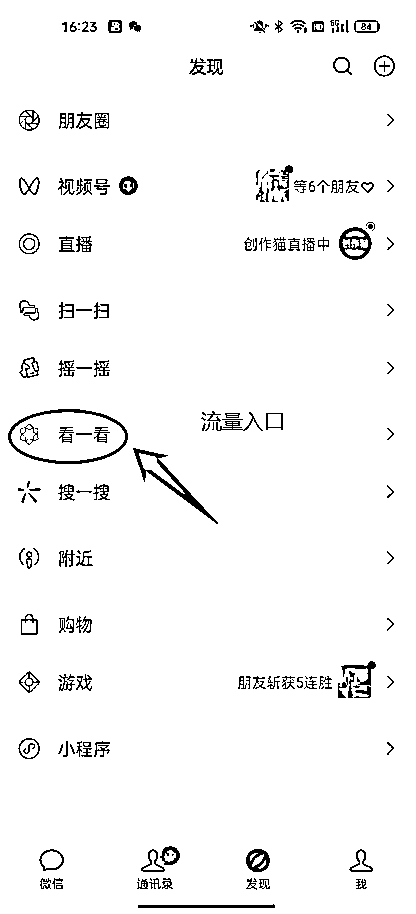 16:23
84
发现
朋友圈
视频号
等6个朋友♡
直播
创作猫真播中
扫一扫
摇一摇
流量入口
看一看
搜一搜
附近
购物
游戏
朋友斩获5连胜
小程序
微信
通讯录
发现
我